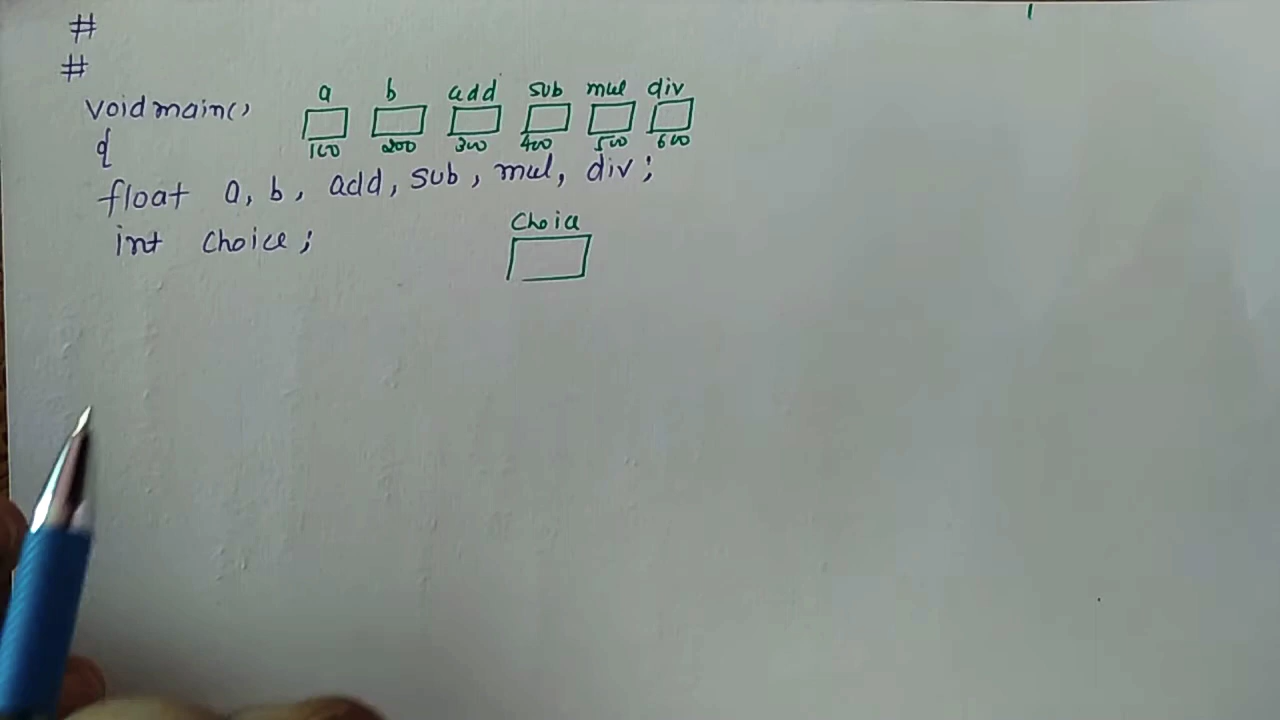 #
#
void main()
{
a b add sub mul div
100 200 300 400 500 600
float a, b, add, sub, mul, div;
int choice;
Choice